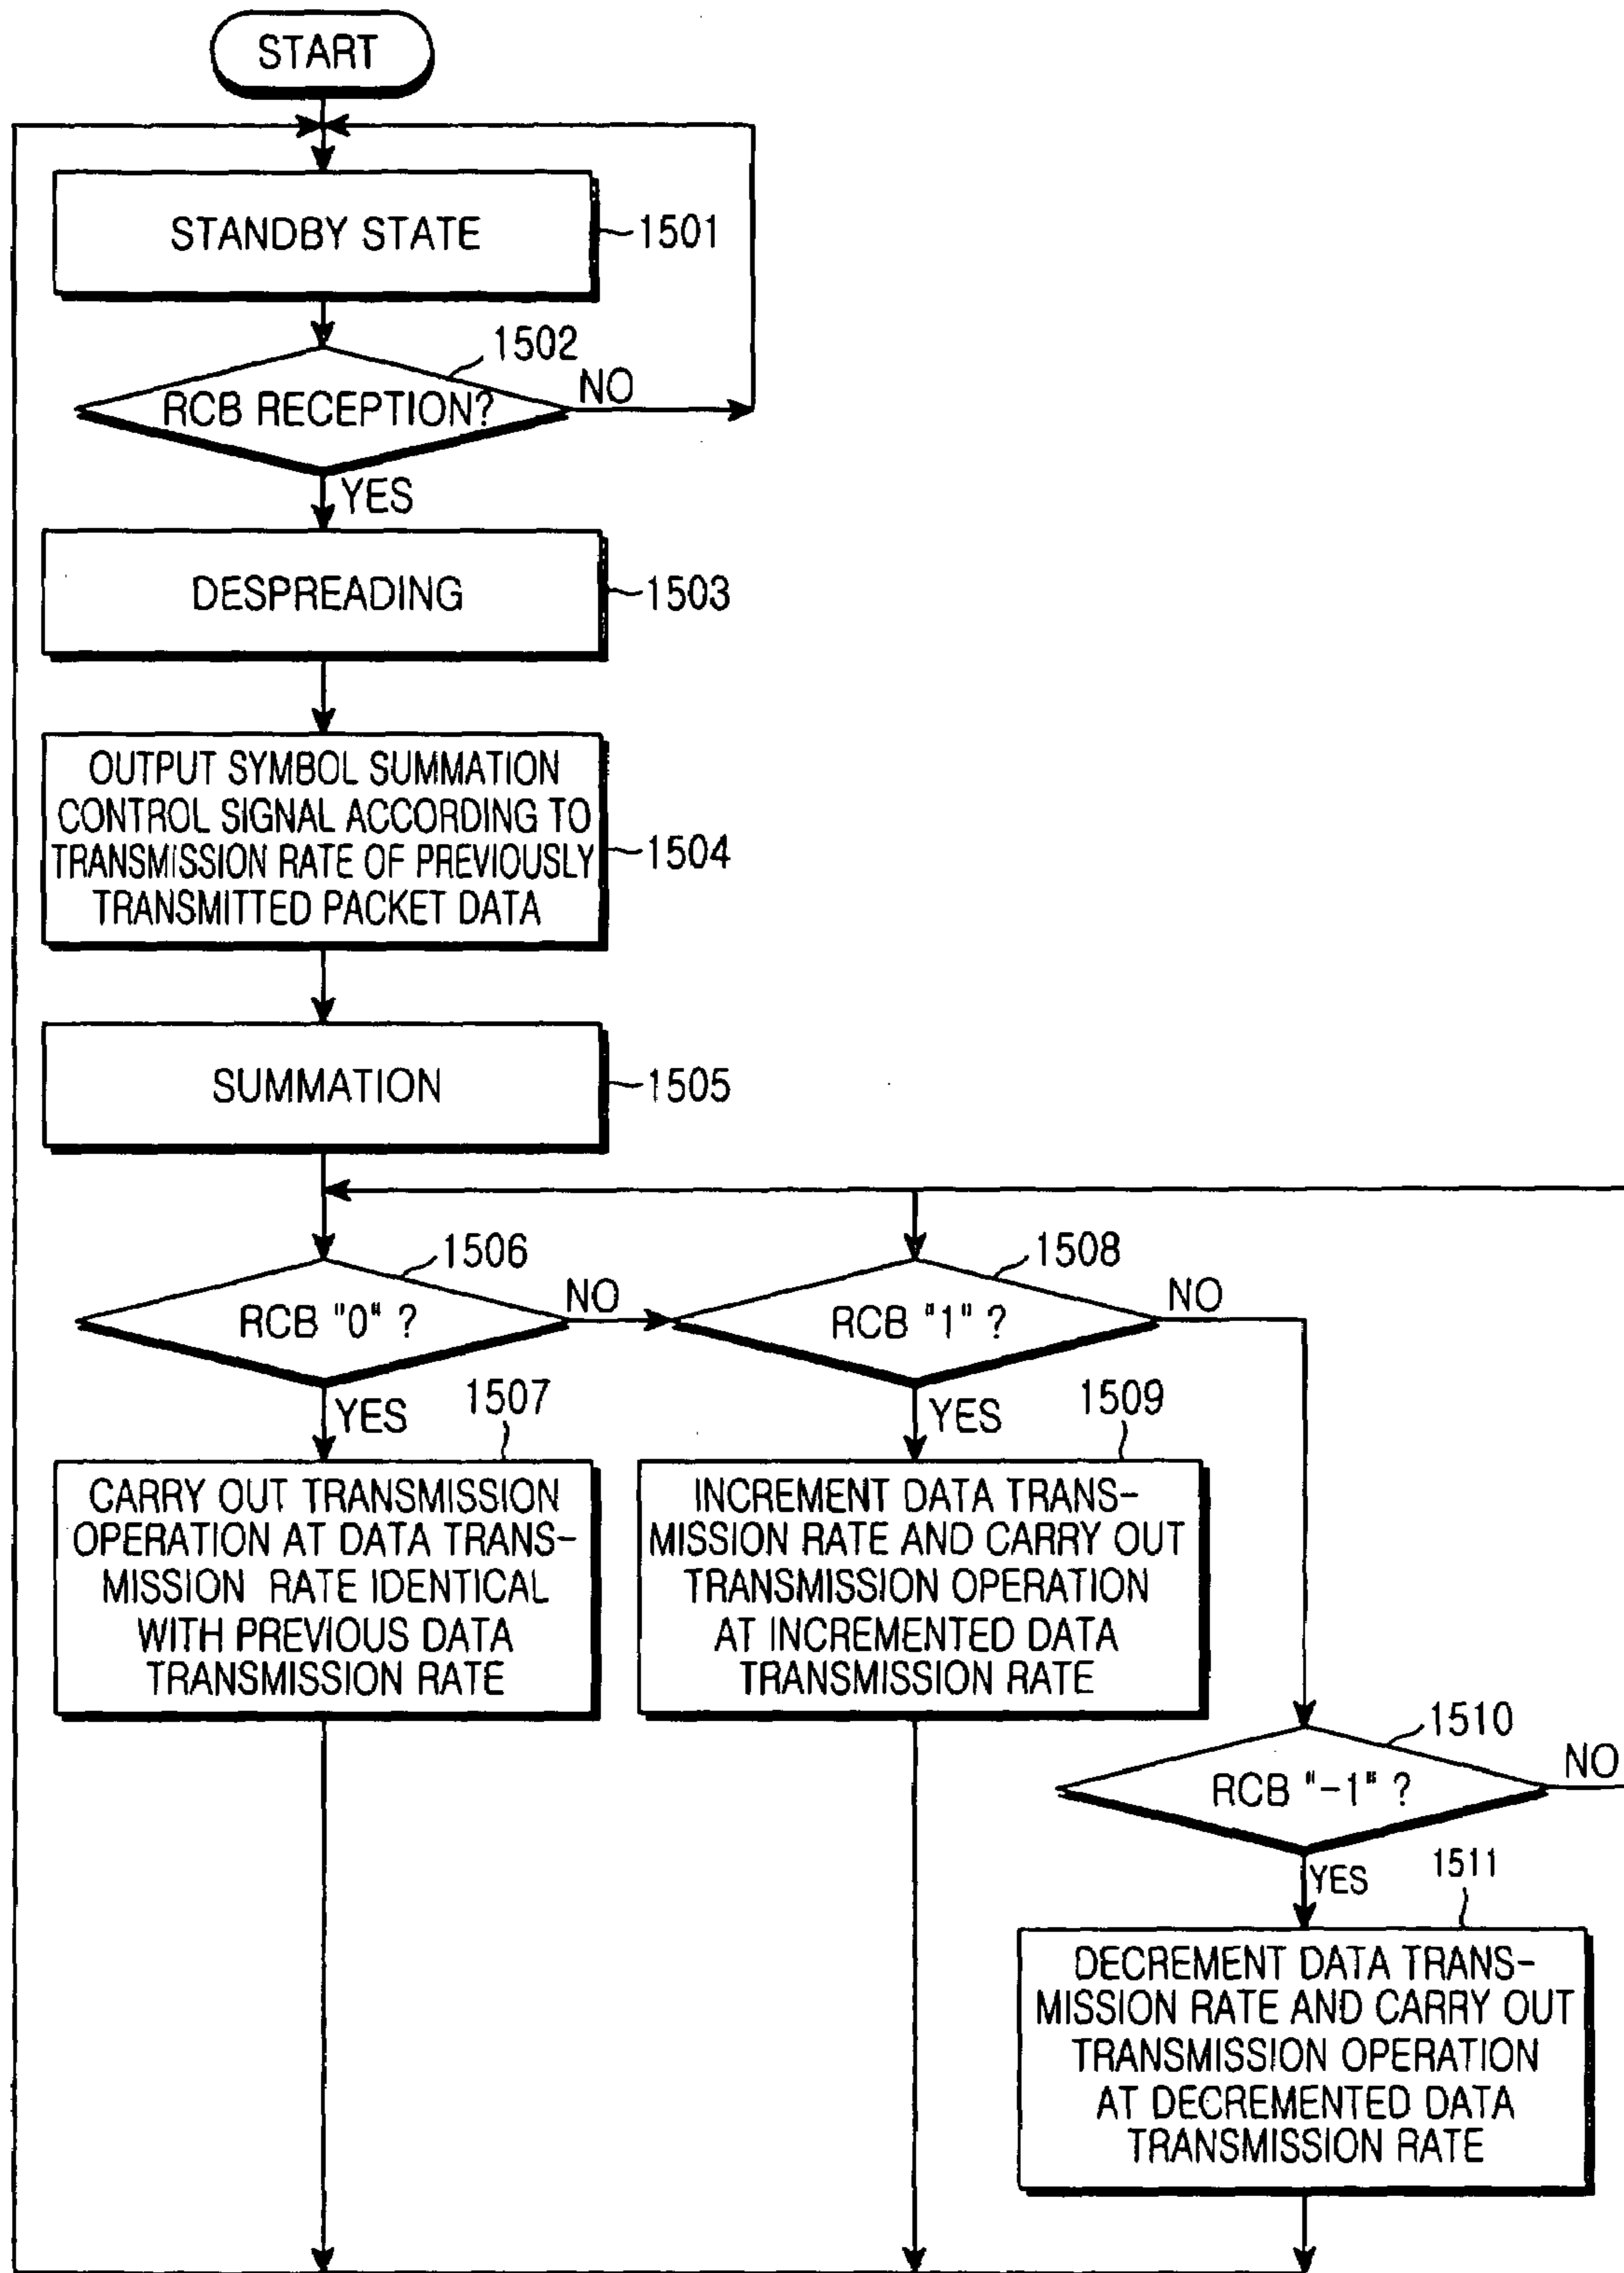 START
STANDBY STATE
1501
1502
RCB RECEPTION?
NO
YES
DESPREADING
1503
OUTPUT SYMBOL SUMMATION
CONTROL SIGNAL ACCORDING TO
TRANSMISSION RATE OF PREVIOUSLY
TRANSMITTED PACKET DATA
1504
SUMMATION
1505
1506
RCB "0" ?
NO
YES
1508
RCB "1" ?
NO
YES
1507
CARRY OUT TRANSMISSION
OPERATION AT DATA TRANS-
MISSION RATE IDENTICAL
WITH PREVIOUS DATA
TRANSMISSION RATE
1509
INCREMENT DATA TRANS-
MISSION RATE AND CARRY OUT
TRANSMISSION OPERATION
AT INCREMENTED DATA
TRANSMISSION RATE
1510
RCB "-1" ?
NO
YES
1511
DECREMENT DATA TRANS-
MISSION RATE AND CARRY OUT
TRANSMISSION OPERATION
AT DECREMENTED DATA
TRANSMISSION RATE